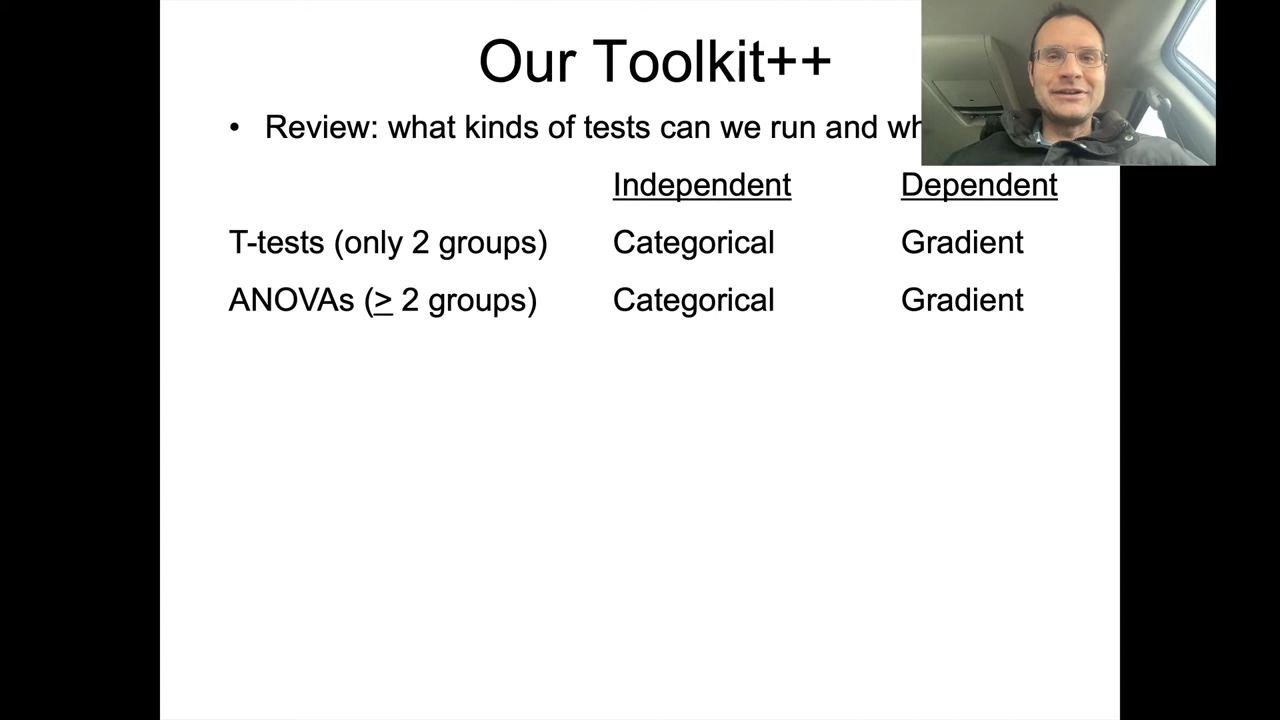 Our Toolkit++
• Review: what kinds of tests can we run and
Independent Dependent
T-tests (only 2 groups) Categorical Gradient
ANOVAs (≥ 2 groups) Categorical Gradient